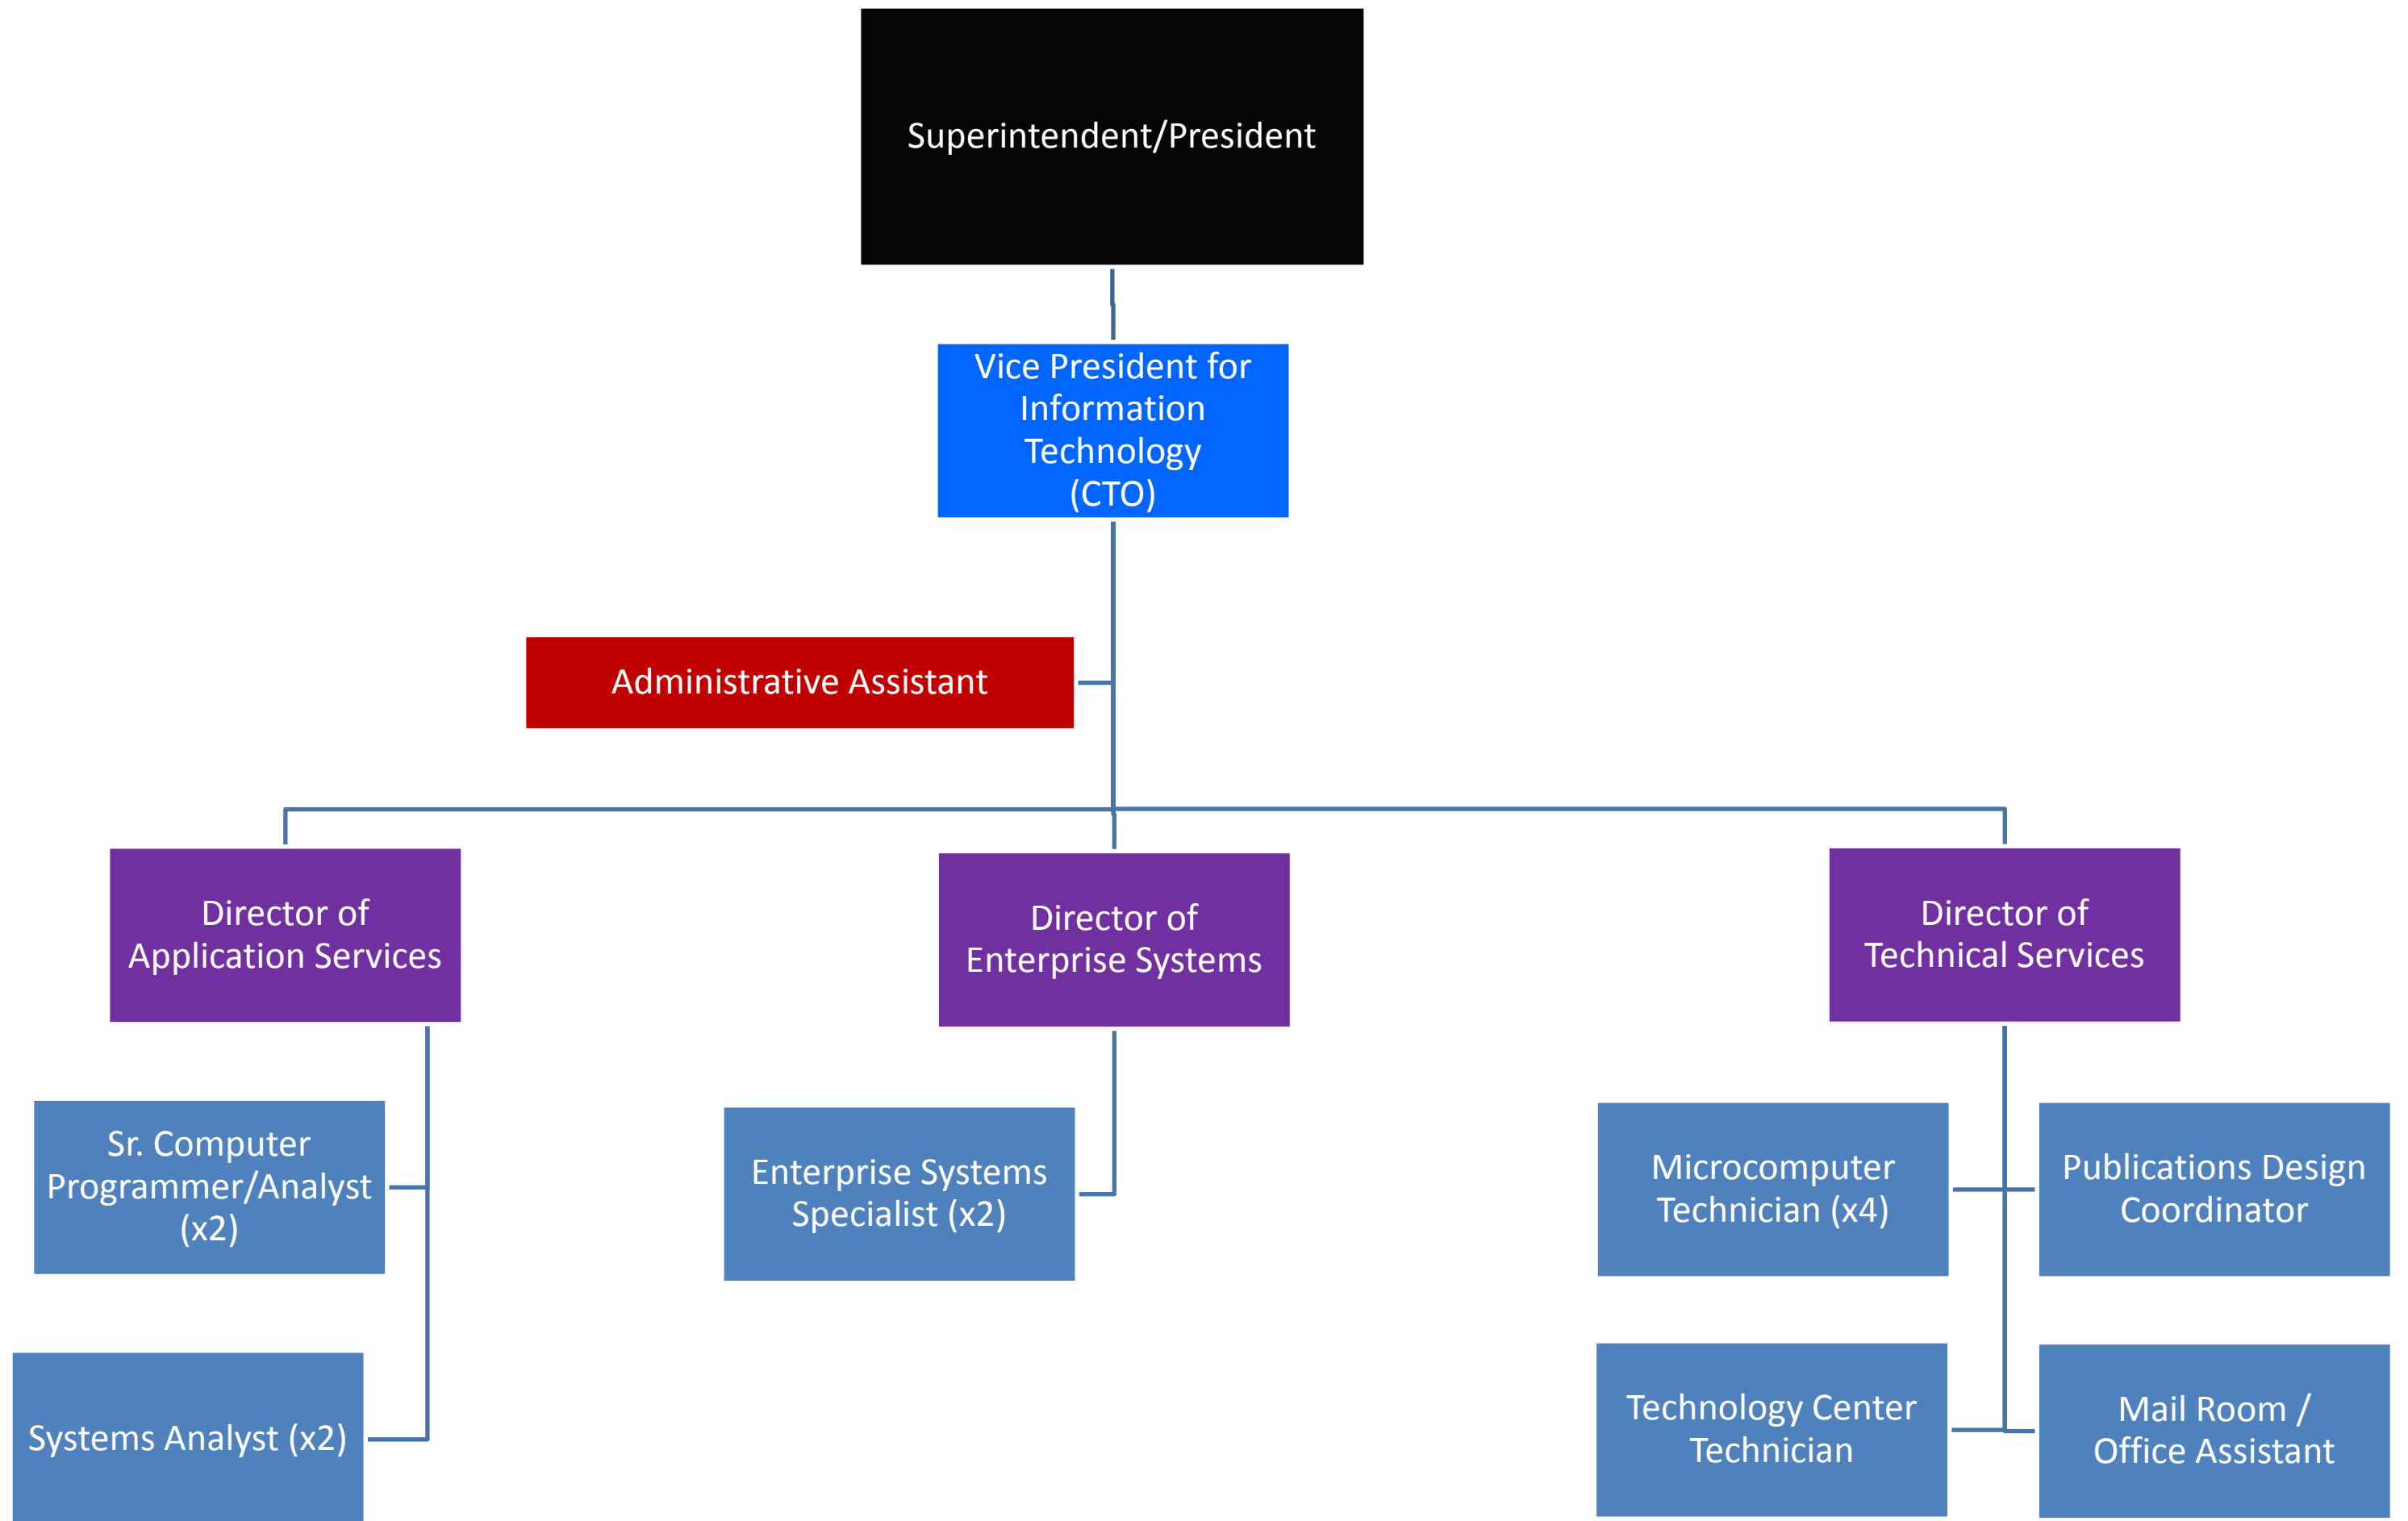 Superintendent/President
Vice President for
Information
Technology
(CTO)
Administrative Assistant
Director of
Application Services
Director of
Enterprise Systems
Director of
Technical Services
Sr. Computer
Programmer/Analyst
(x2)
Enterprise Systems
Specialist (x2)
Microcomputer
Technician (x4)
Publications Design
Coordinator
Systems Analyst (x2)
Technology Center
Technician
Mail Room /
Office Assistant